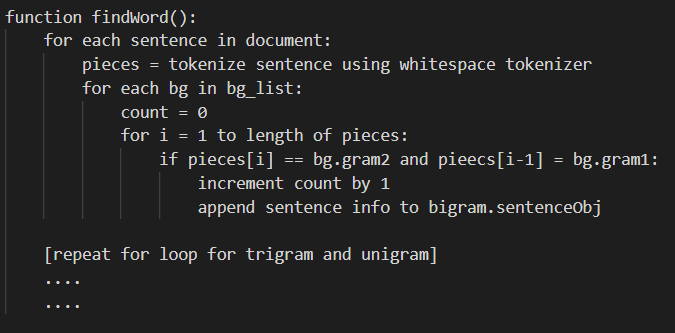 function findWord():
for each sentence in document:
pieces = tokenize sentence using whitespace tokenizer
for each bg in bg_list:
count = 0
for i = 1 to length of pieces:
if pieces[i] == bg.gram2 and pieecs[i-1] = bg.gram1:
increment count by 1
append sentence info to bigram.sentenceObj
[repeat for loop for trigram and unigram]
....
....